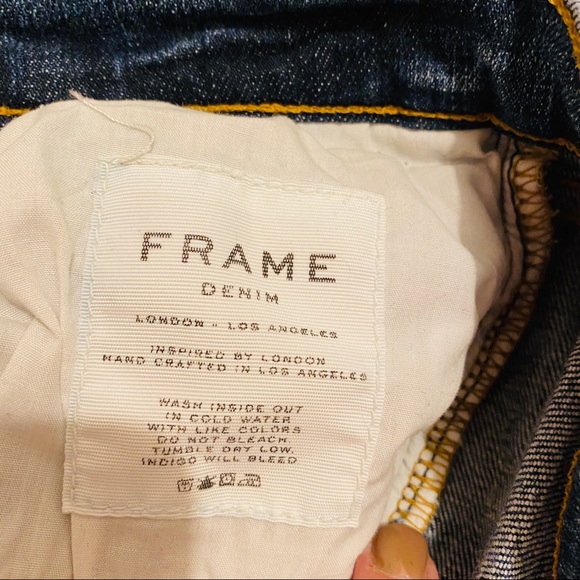 FRAME
DENIM
LONDON - LOS ANGELES
INSPIRED BY LONDON
HAND CRAFTED IN LOS ANGELES
WASH INSIDE OUT
IN COLD WATER
WITH LIKE COLORS
DO NOT BLEACH.
TUMBLE DRY LOW.
INDIGO WILL BLEED